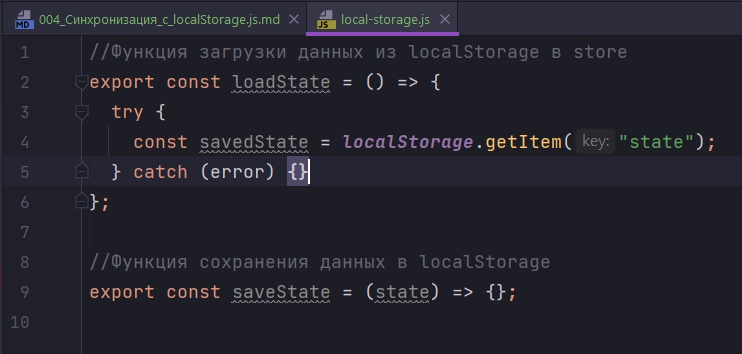 004_Синхронизация_с_localStorage.js.md
local-storage.js
1 //Функция загрузки данных из localStorage в store
2 export const loadState = () => {
3 try {
4 const savedState = localStorage.getItem( key: "state");
5 } catch (error) {}
6 };
7
8 //Функция сохранения данных в localStorage
9 export const saveState = (state) => {};
10